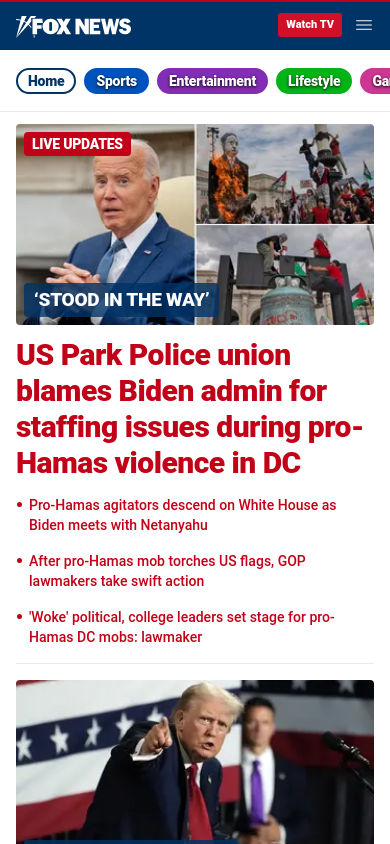 FOX NEWS
Watch TV
Home
Sports
Entertainment
Lifestyle
LIVE UPDATES
‘STOOD IN THE WAY’
US Park Police union
blames Biden admin for
staffing issues during pro-
Hamas violence in DC
Pro-Hamas agitators descend on White House as
Biden meets with Netanyahu
After pro-Hamas mob torches US flags, GOP
lawmakers take swift action
'Woke' political, college leaders set stage for pro-
Hamas DC mobs: lawmaker